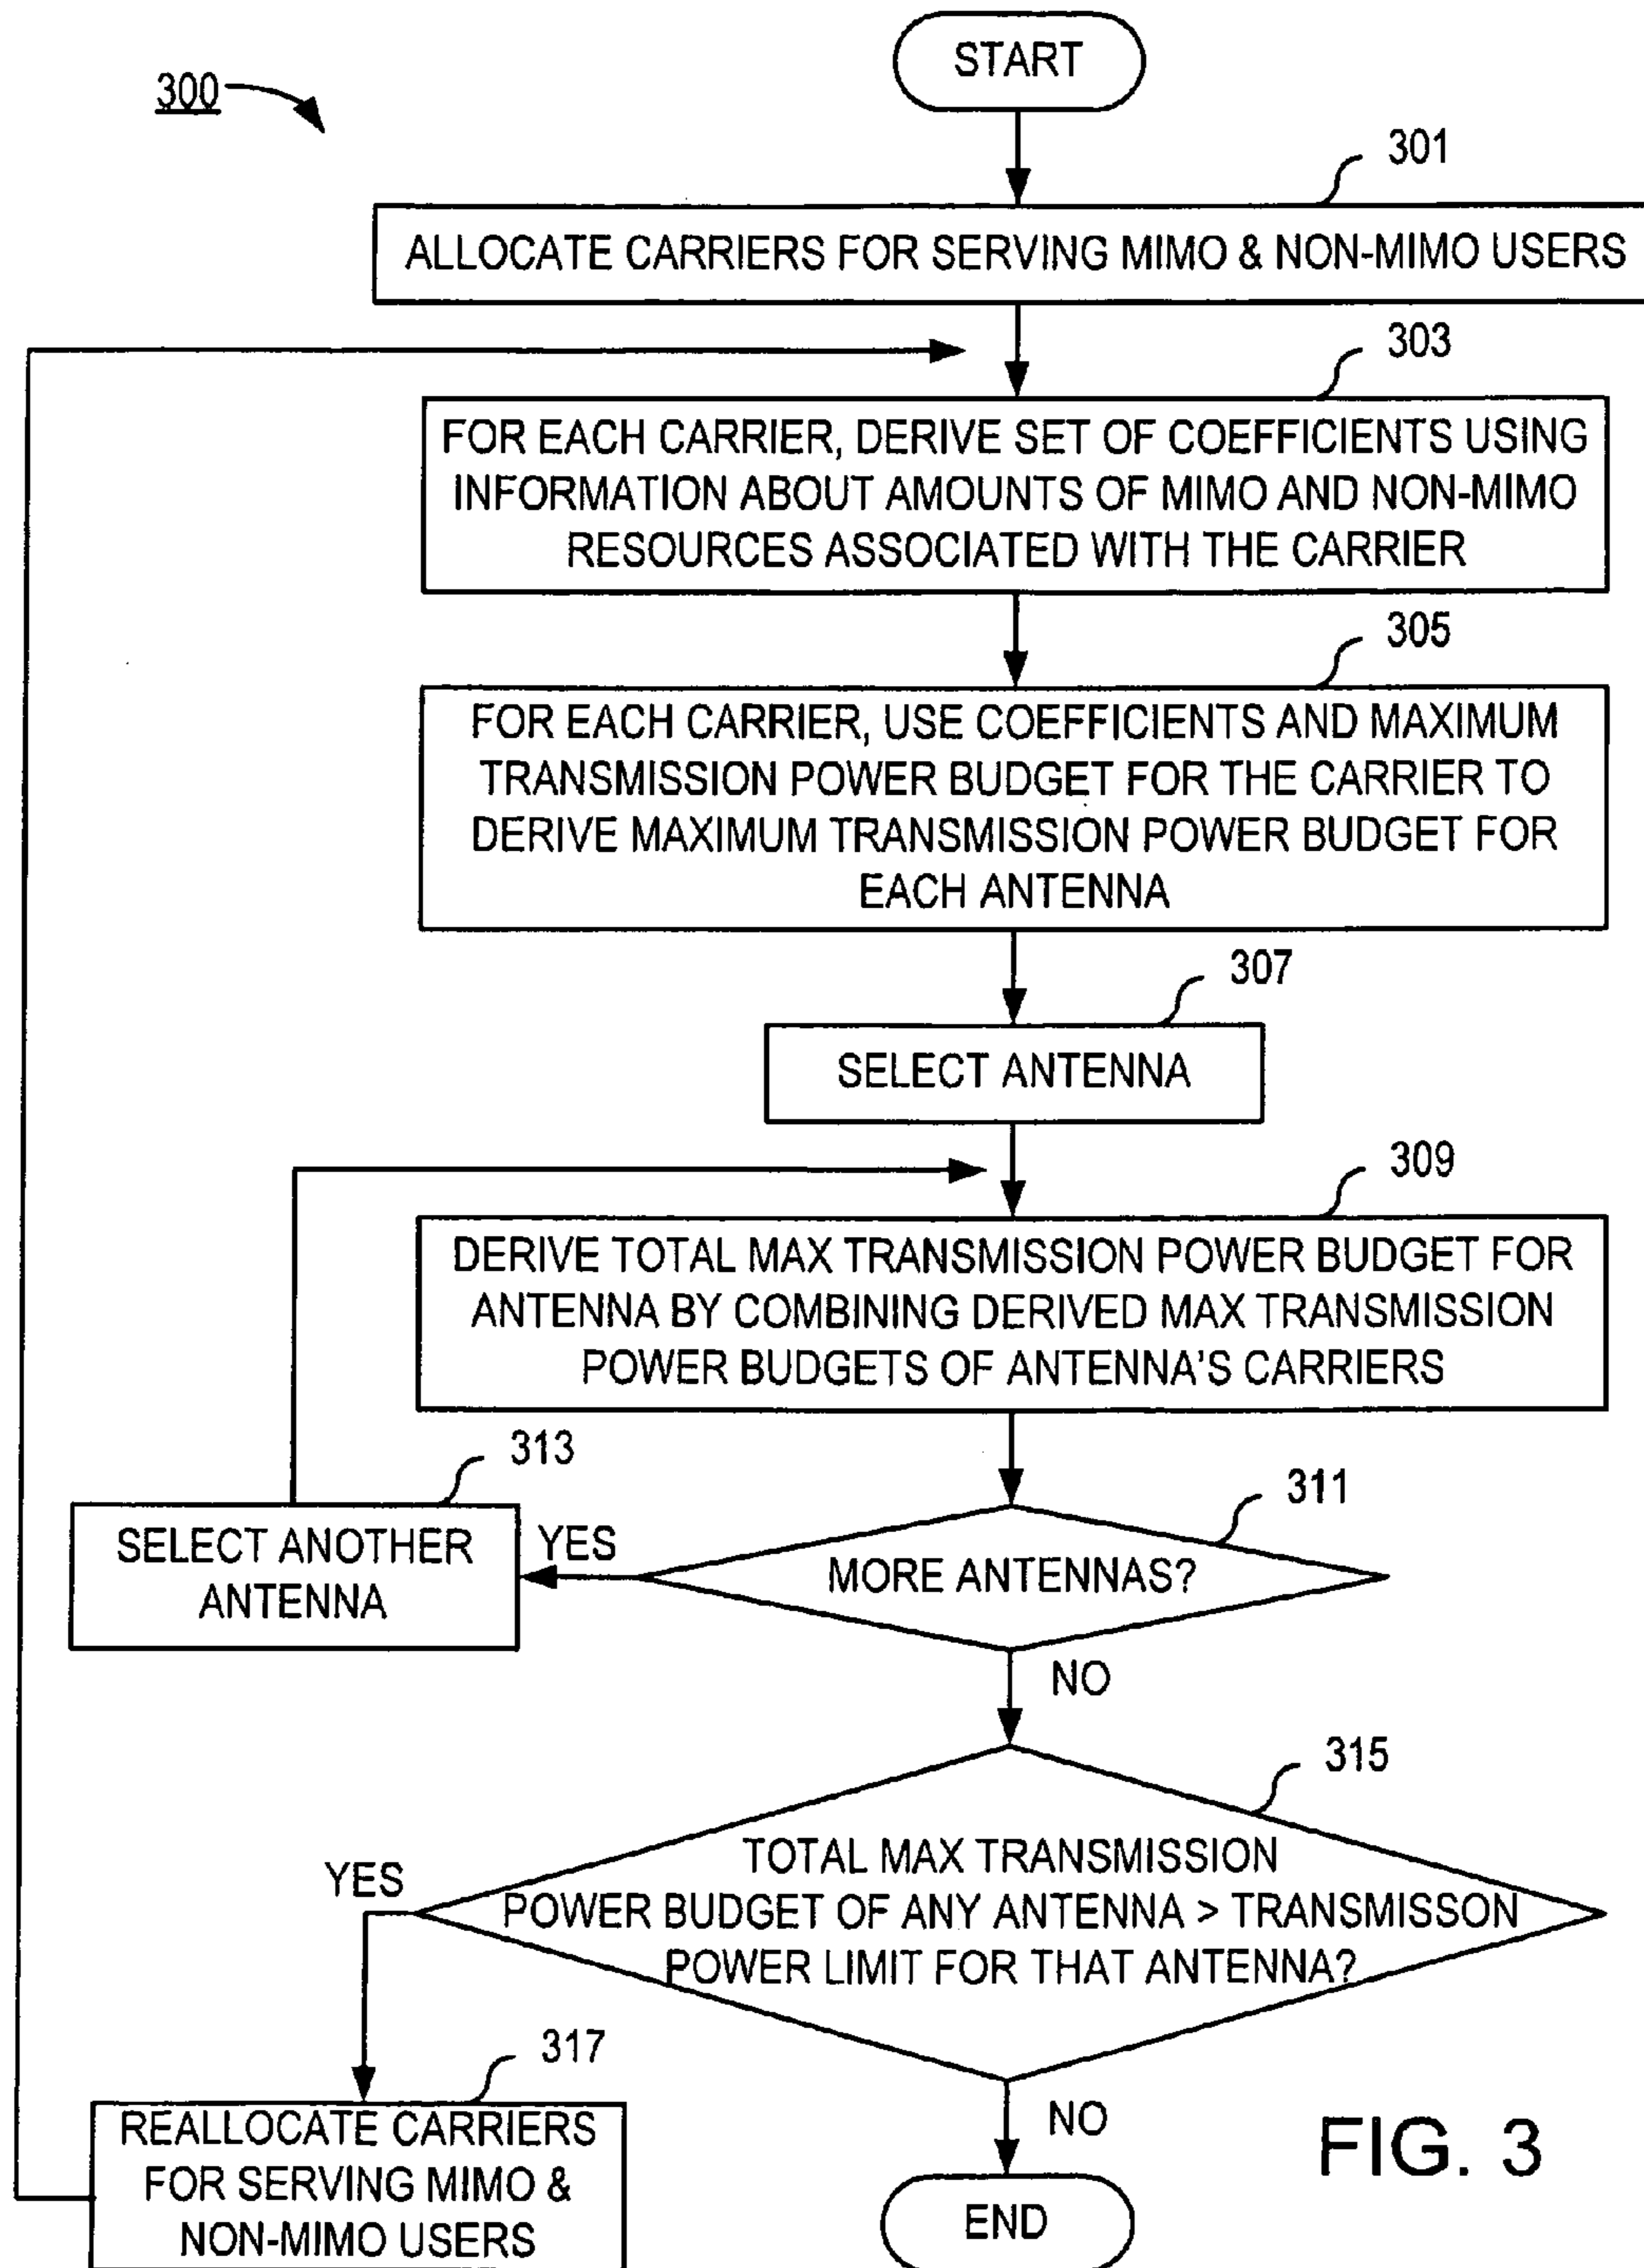 START
300
301
ALLOCATE CARRIERS FOR SERVING MIMO & NON-MIMO USERS
303
FOR EACH CARRIER, DERIVE SET OF COEFFICIENTS USING
INFORMATION ABOUT AMOUNTS OF MIMO AND NON-MIMO
RESOURCES ASSOCIATED WITH THE CARRIER
305
FOR EACH CARRIER, USE COEFFICIENTS AND MAXIMUM
TRANSMISSION POWER BUDGET FOR THE CARRIER TO
DERIVE MAXIMUM TRANSMISSION POWER BUDGET FOR
EACH ANTENNA
307
SELECT ANTENNA
309
DERIVE TOTAL MAX TRANSMISSION POWER BUDGET FOR
ANTENNA BY COMBINING DERIVED MAX TRANSMISSION
POWER BUDGETS OF ANTENNA'S CARRIERS
313
SELECT ANOTHER
ANTENNA
YES
311
MORE ANTENNAS?
NO
315
TOTAL MAX TRANSMISSION
POWER BUDGET OF ANY ANTENNA > TRANSMISSON
POWER LIMIT FOR THAT ANTENNA?
YES
317
REALLOCATE CARRIERS
FOR SERVING MIMO &
NON-MIMO USERS
NO
END
FIG. 3